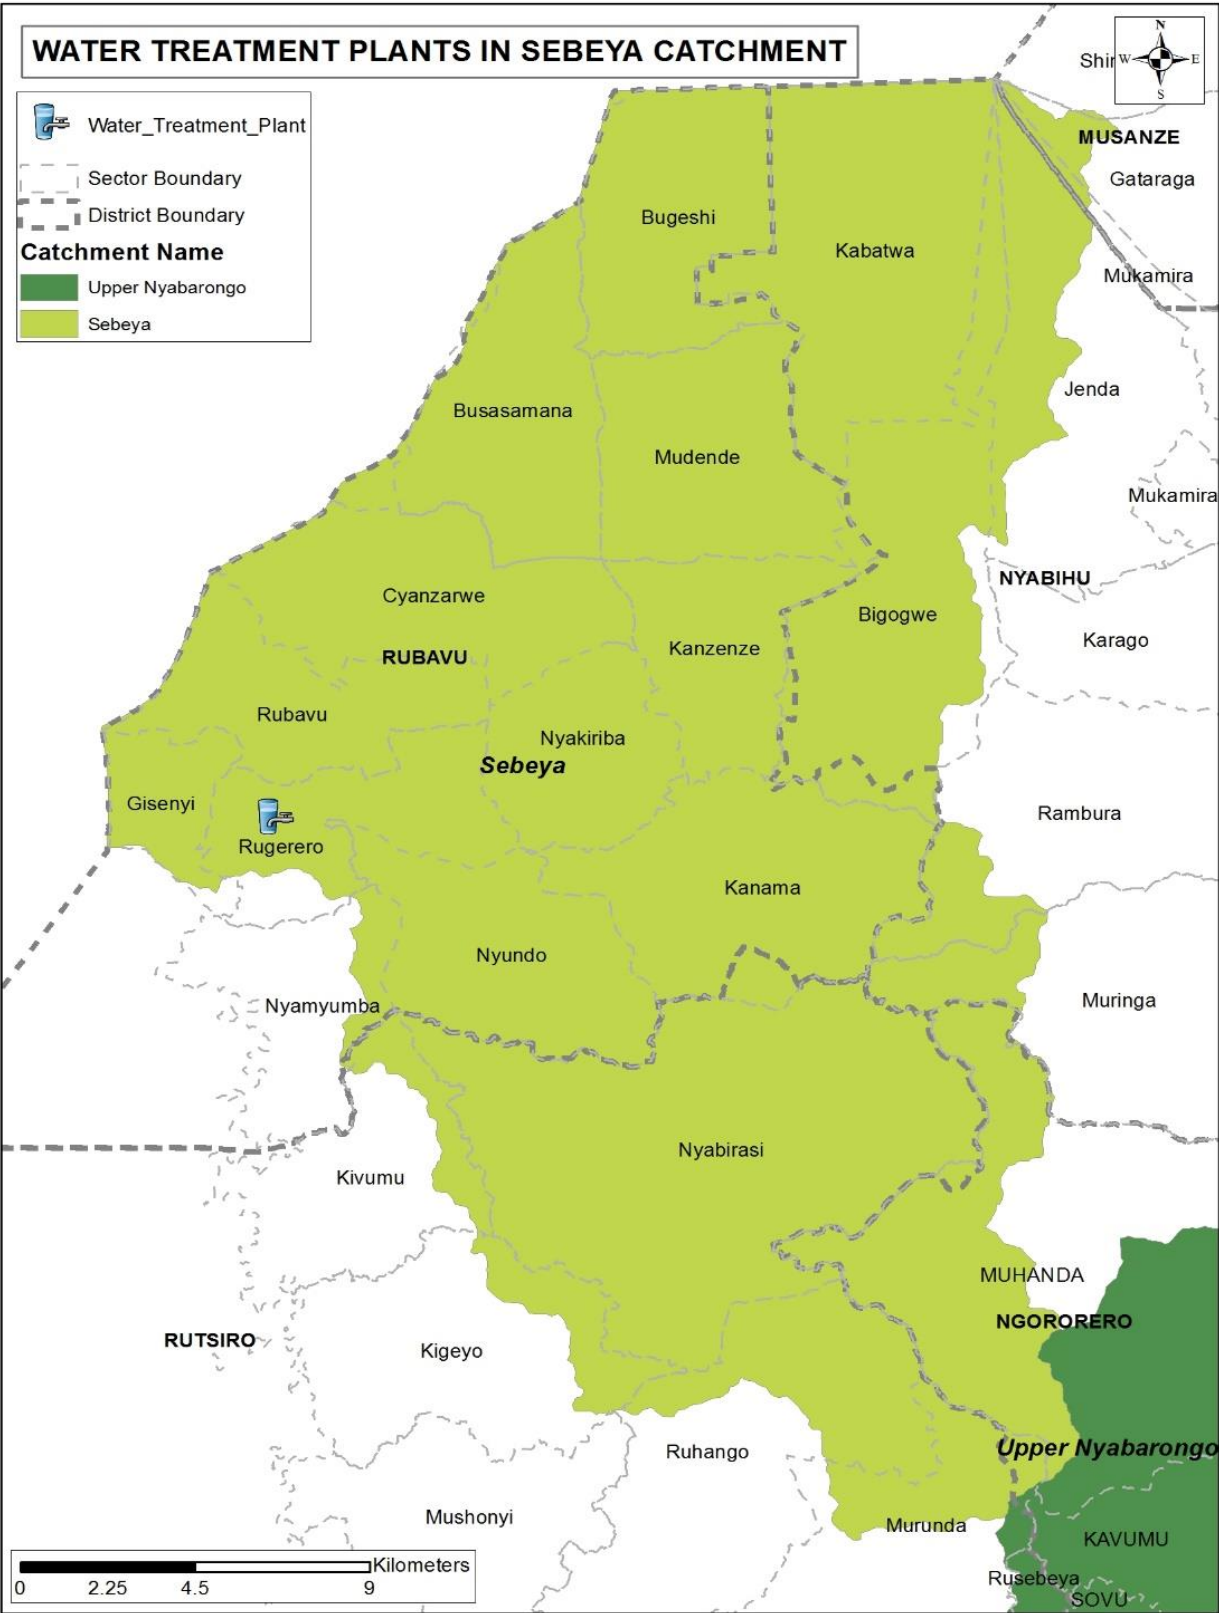 WATER TREATMENT PLANTS IN SEBEYA CATCHMENT
N
W
E
S
Shir
Water_Treatment_Plant
Sector Boundary
District Boundary
Catchment Name
Upper Nyabarongo
Sebeya
MUSANZE
Gataraga
Bugeshi
Kabatwa
Mukamira
Jenda
Busasamana
Mudende
Mukamira
NYABIHU
Cyanzarwe
Bigogwe
Karago
Kanzenze
RUBAVU
Rubavu
Nyakiriba
Sebeya
Gisenyi
Rambura
Rugerero
Kanama
Nyundo
Muringa
Nyamyumba
Nyabirasi
Kivumu
MUHANDA
NGORORERO
RUTSIRO
Kigeyo
Upper Nyabarongo
Ruhango
Mushonyi
Murunda
KAVUMU
Kilometers
0 2.25 4.5 9
Rusebeya
SOVU